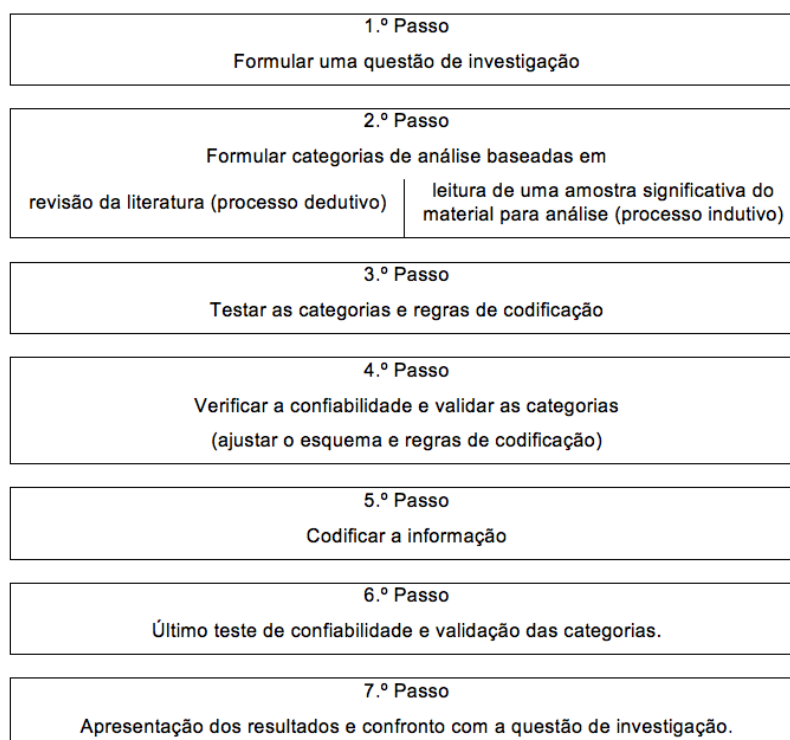 1.º Passo
Formular uma questão de investigação
2.º Passo
Formular categorias de análise baseadas em
revisão da literatura (processo dedutivo)
leitura de uma amostra significativa do
material para análise (processo indutivo)
3.º Passo
Testar as categorias e regras de codificação
4.º Passo
Verificar a confiabilidade e validar as categorias
(ajustar o esquema e regras de codificação)
5.º Passo
Codificar a informação
6.º Passo
Último teste de confiabilidade e validação das categorias.
7.º Passo
Apresentação dos resultados e confronto com a questão de investigação.